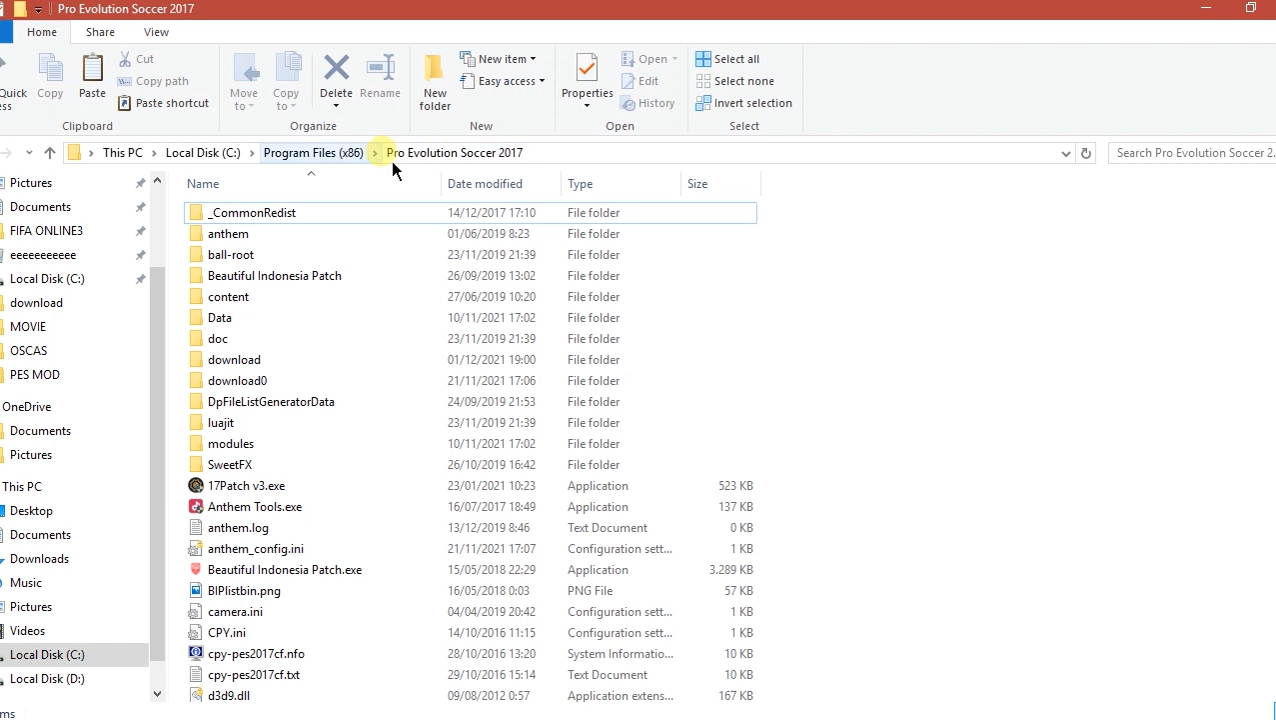 Pro Evolution Soccer 2017
Home Share View
Cut
Copy path
Paste shortcut
Quick
ess
Copy
Paste
Clipboard
Move to
Copy to
Delete
Rename
Organize
New folder
New item
Easy access
New
Properties
Open
Edit
History
Open
Select all
Select none
Invert selection
Select
This PC Local Disk (C:) Program Files (x86) Pro Evolution Soccer 2017
Search Pro Evolution Soccer 2...
Pictures
Documents
FIFA ONLINE3
eeeeeeeeeee
Local Disk (C:)
download
MOVIE
OSCAS
PES MOD
OneDrive
Documents
Pictures
This PC
Desktop
Documents
Downloads
Music
Pictures
Videos
Local Disk (C:)
Local Disk (D:)
ms
Name Date modified Type Size
_CommonRedist 14/12/2017 17:10 File folder
anthem 01/06/2019 8:23 File folder
ball-root 23/11/2019 21:39 File folder
Beautiful Indonesia Patch 26/09/2019 13:02 File folder
content 27/06/2019 10:20 File folder
Data 10/11/2021 17:02 File folder
doc 23/11/2019 21:39 File folder
download 01/12/2021 19:00 File folder
download0 21/11/2021 17:06 File folder
DpFileListGeneratorData 24/09/2019 21:53 File folder
luajit 23/11/2019 21:39 File folder
modules 10/11/2021 17:02 File folder
SweetFX 26/10/2019 16:42 File folder
17Patch v3.exe 23/01/2021 10:23 Application 523 KB
Anthem Tools.exe 16/07/2017 18:49 Application 137 KB
anthem.log 13/12/2019 8:46 Text Document 0 KB
anthem_config.ini 21/11/2021 17:07 Configuration sett... 1 KB
Beautiful Indonesia Patch.exe 15/05/2018 22:29 Application 3.289 KB
BIPlistbin.png 16/05/2018 0:03 PNG File 57 KB
camera.ini 04/04/2019 20:42 Configuration sett... 1 KB
CPY.ini 14/10/2016 11:15 Configuration sett... 1 KB
cpy-pes2017cf.nfo 28/10/2016 13:20 System Informatio... 10 KB
cpy-pes2017cf.txt 29/10/2016 15:14 Text Document 10 KB
d3d9.dll 09/08/2012 0:57 Application extens... 167 KB